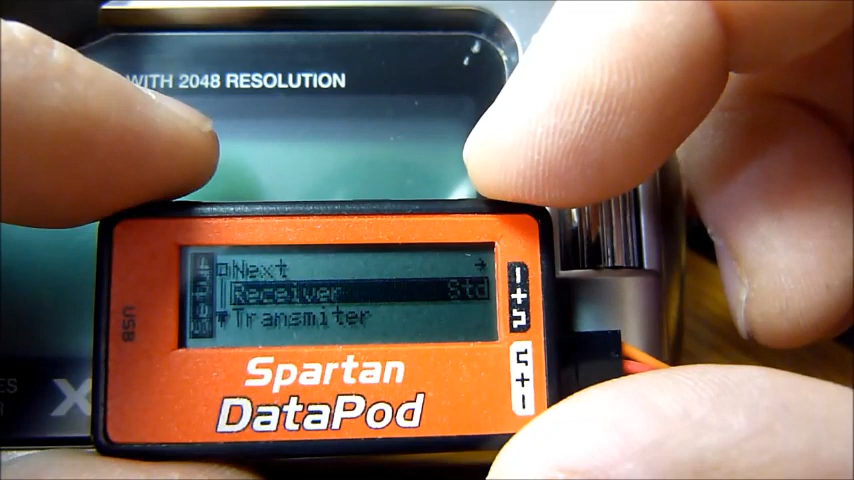 WITH 2048 RESOLUTION
Next
Receiver Std
Transmiter
Setup
USB
Spartan
DataPod
X